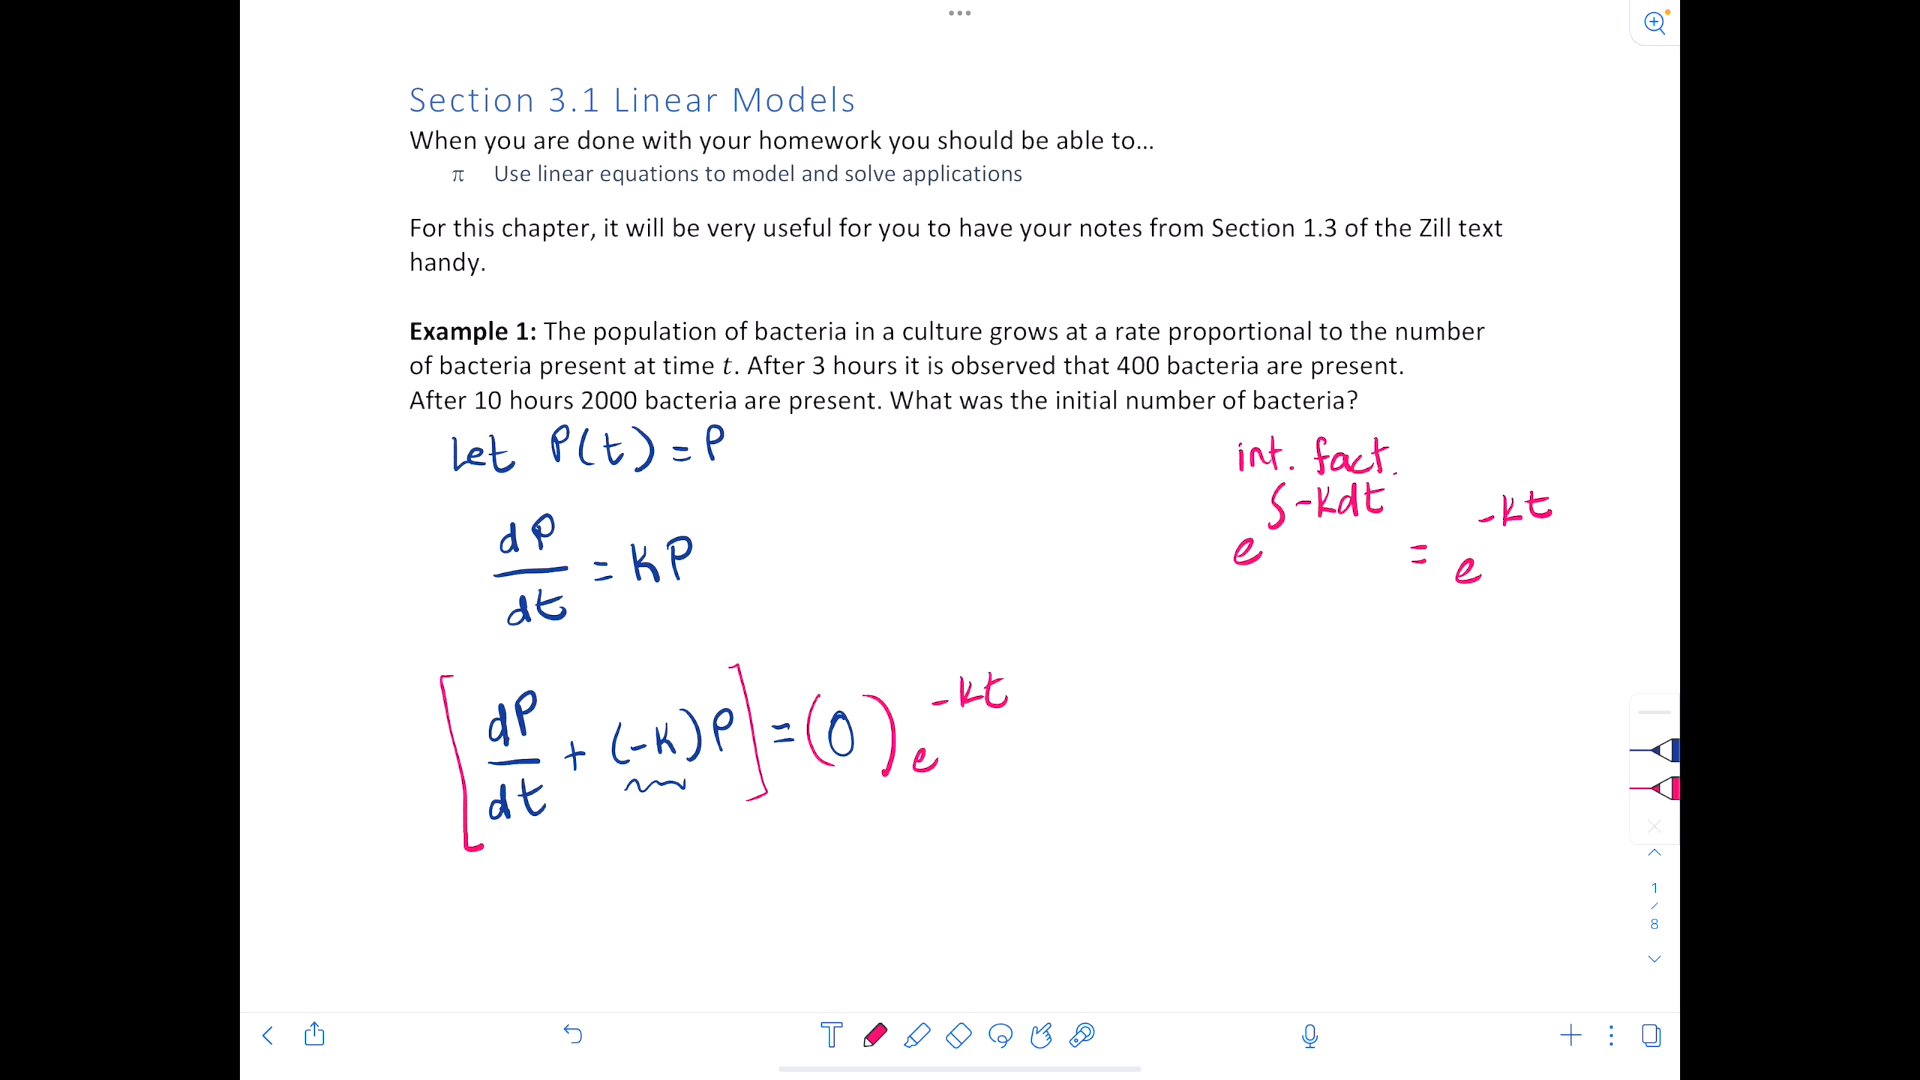 Section 3.1 Linear Models
When you are done with your homework you should be able to...
π Use linear equations to model and solve applications
For this chapter, it will be very useful for you to have your notes from Section 1.3 of the Zill text
handy.
Example 1: The population of bacteria in a culture grows at a rate proportional to the number
of bacteria present at time t. After 3 hours it is observed that 400 bacteria are present.
After 10 hours 2000 bacteria are present. What was the initial number of bacteria?
Let P(t) = P
dP/dt = kP
int. fact.
e^∫-kdt = e^-kt
[dP/dt + (-k)P] = (0)e^-kt
1
/
8